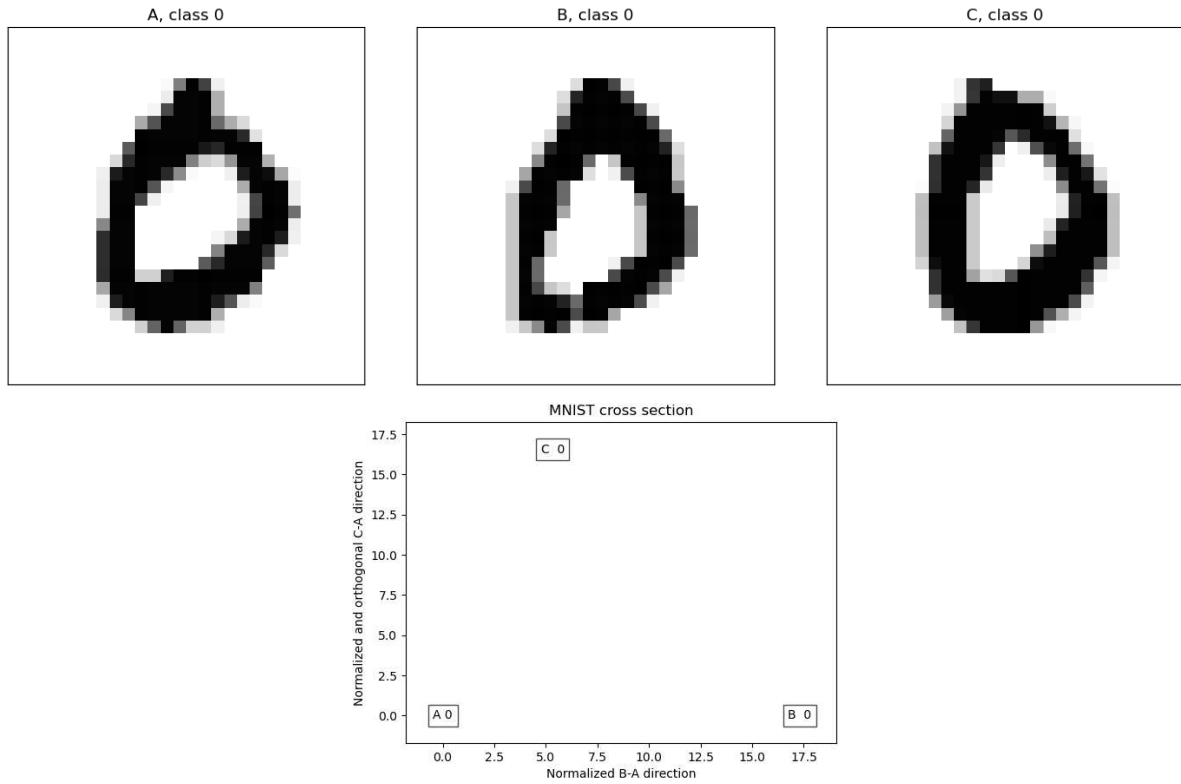 A, class 0
B, class 0
C, class 0
MNIST cross section
Normalized and orthogonal C-A direction
17.5
15.0
12.5
10.0
7.5
5.0
2.5
0.0
C 0
A 0
B 0
0.0 2.5 5.0 7.5 10.0 12.5 15.0 17.5
Normalized B-A direction